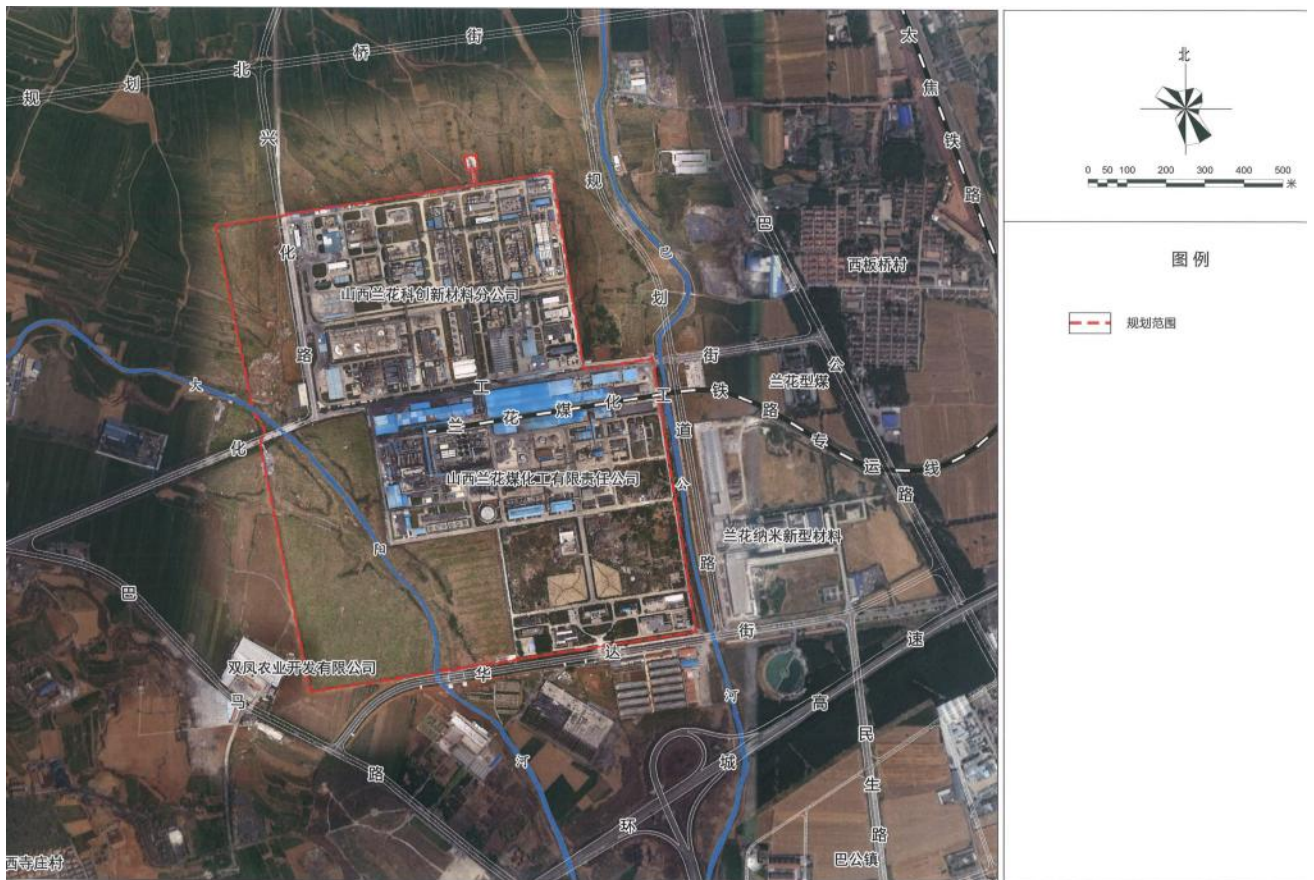 规划北桥街
太焦铁路
北
0 50 100 200 300 400 500 米
图例
规划范围
兴化路
规划道路
巴公路
西板桥村
山西兰花科创新材料分公司
化工街
兰花型煤
兰花煤化工铁路专运线
大
河
巴
公
河
山西兰花煤化工有限责任公司
兰花纳米新型材料
巴马路
双凤农业开发有限公司
华达街
环城高速
民生路
巴公镇
西寺庄村